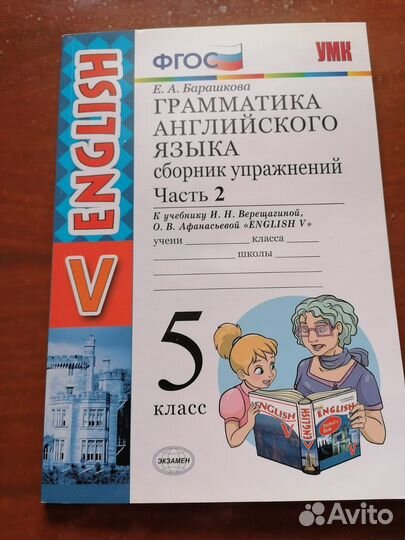 ФГОС
УМК
Е. А. Барашкова
ГРАММАТИКА
АНГЛИЙСКОГО
ЯЗЫКА
сборник упражнений
Часть 2
К учебнику И. Н. Верещагиной,
О. В. Афанасьевой «ENGLISH V»
учени класса
школы
5
класс
ENGLISH
V
ENGLISH
V
ENGLISH
V
ЭКЗАМЕН
Avito